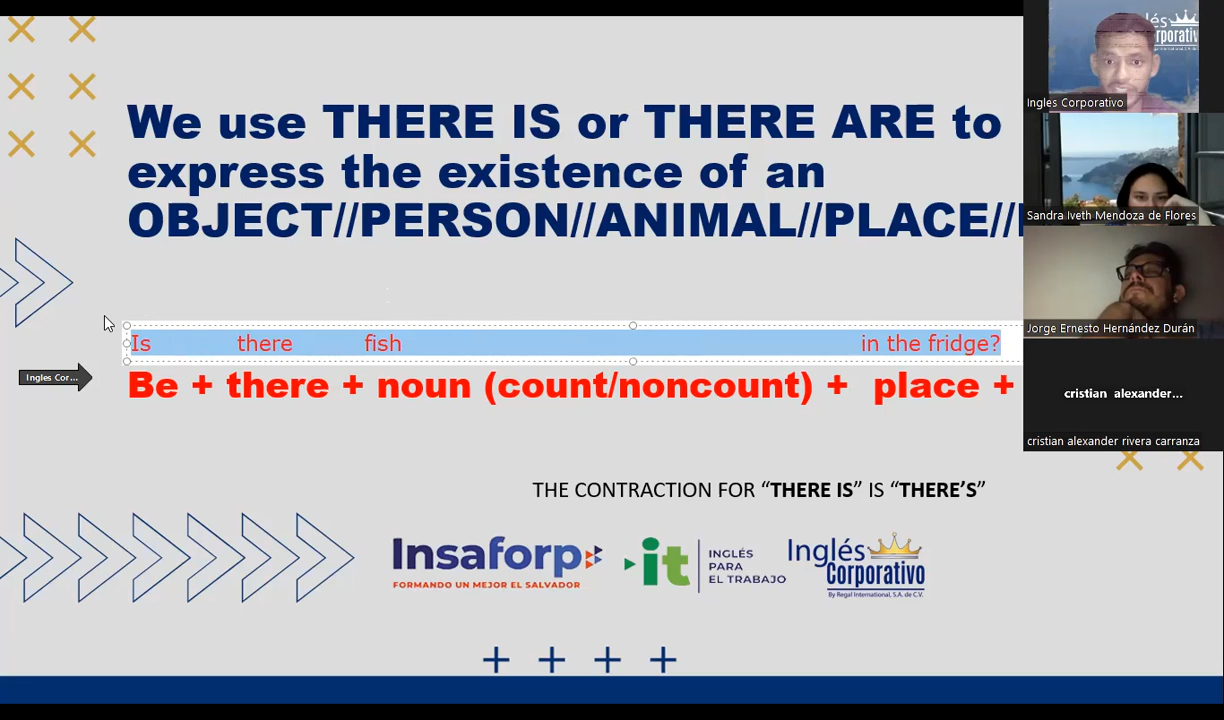 We use THERE IS or THERE ARE to
express the existence of an
OBJECT//PERSON//ANIMAL//PLACE//
Is there fish in the fridge?
Be + there + noun (count/noncount) + place +
THE CONTRACTION FOR “THERE IS” IS “THERE’S”
Insaforp
FORMANDO UN MEJOR EL SALVADOR
it
INGLÉS
PARA
EL TRABAJO
Inglés
Corporativo
By Regal International, S.A. de C.V.
Ingles Cor...
Ingles Corporativo
Sandra Iveth Mendoza de Flores
Jorge Ernesto Hernández Durán
cristian alexander...
cristian alexander rivera carranza